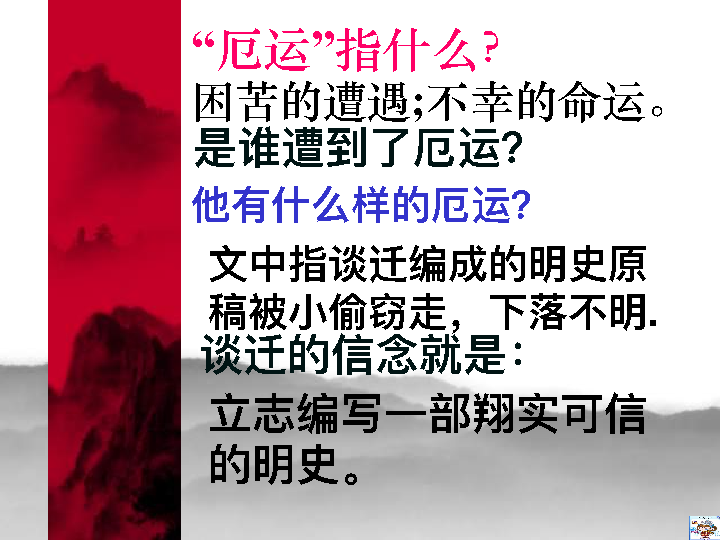 “厄运”指什么?
困苦的遭遇;不幸的命运。
是谁遭到了厄运?
他有什么样的厄运?
文中指谈迁编成的明史原
稿被小偷窃走，下落不明.
谈迁的信念就是：
立志编写一部翔实可信
的明史。